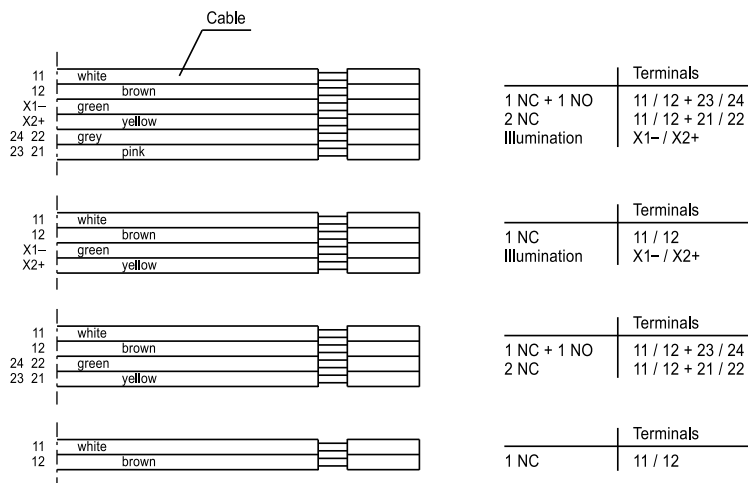 Cable
11 white
12 brown
X1– green
X2+ yellow
24 22 grey
23 21 pink
Terminals
1 NC + 1 NO 11 / 12 + 23 / 24
2 NC 11 / 12 + 21 / 22
Illumination X1– / X2+
11 white
12 brown
X1– green
X2+ yellow
Terminals
1 NC 11 / 12
Illumination X1– / X2+
11 white
12 brown
24 22 green
23 21 yellow
Terminals
1 NC + 1 NO 11 / 12 + 23 / 24
2 NC 11 / 12 + 21 / 22
11 white
12 brown
Terminals
1 NC 11 / 12